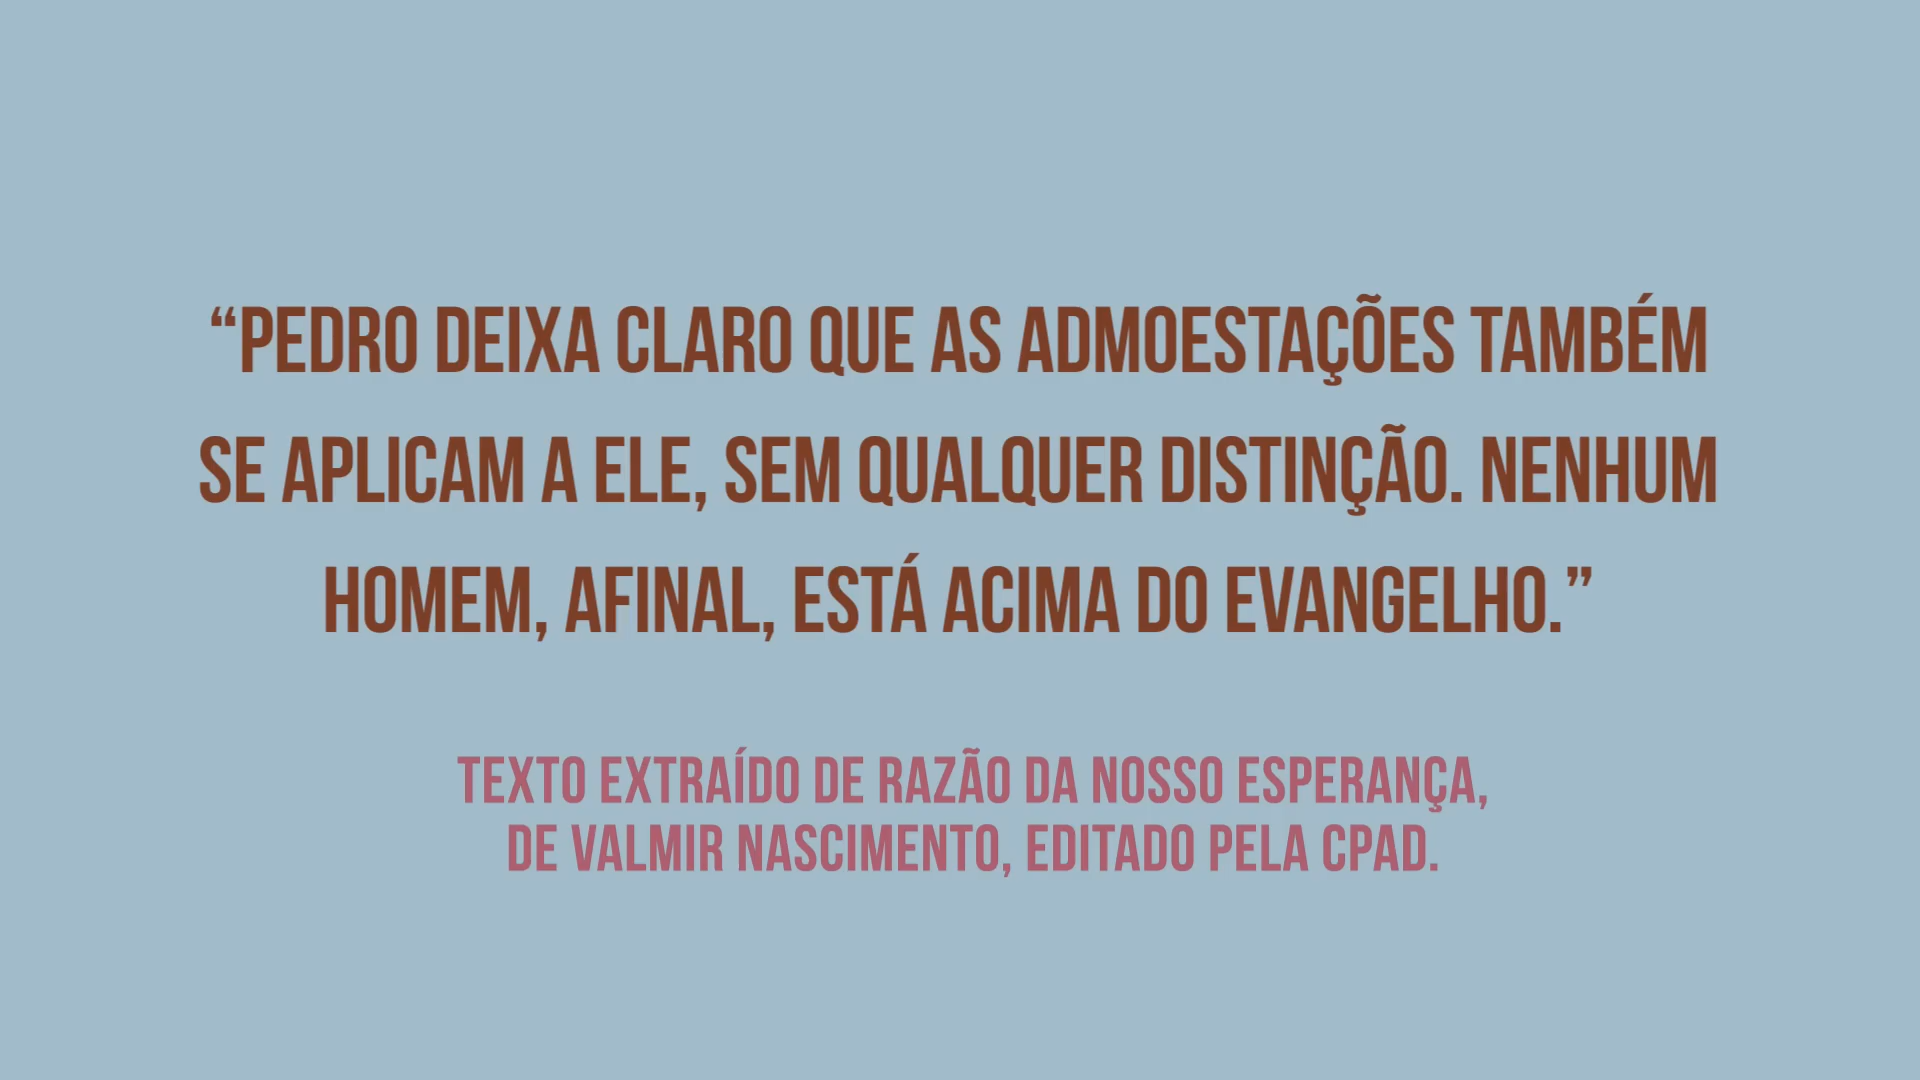 “PEDRO DEIXA CLARO QUE AS ADMOESTAÇÕES TAMBÉM
SE APLICAM A ELE, SEM QUALQUER DISTINÇÃO. NENHUM
HOMEM, AFINAL, ESTÁ ACIMA DO EVANGELHO.”
TEXTO EXTRAÍDO DE RAZÃO DA NOSSO ESPERANÇA,
DE VALMIR NASCIMENTO, EDITADO PELA CPAD.